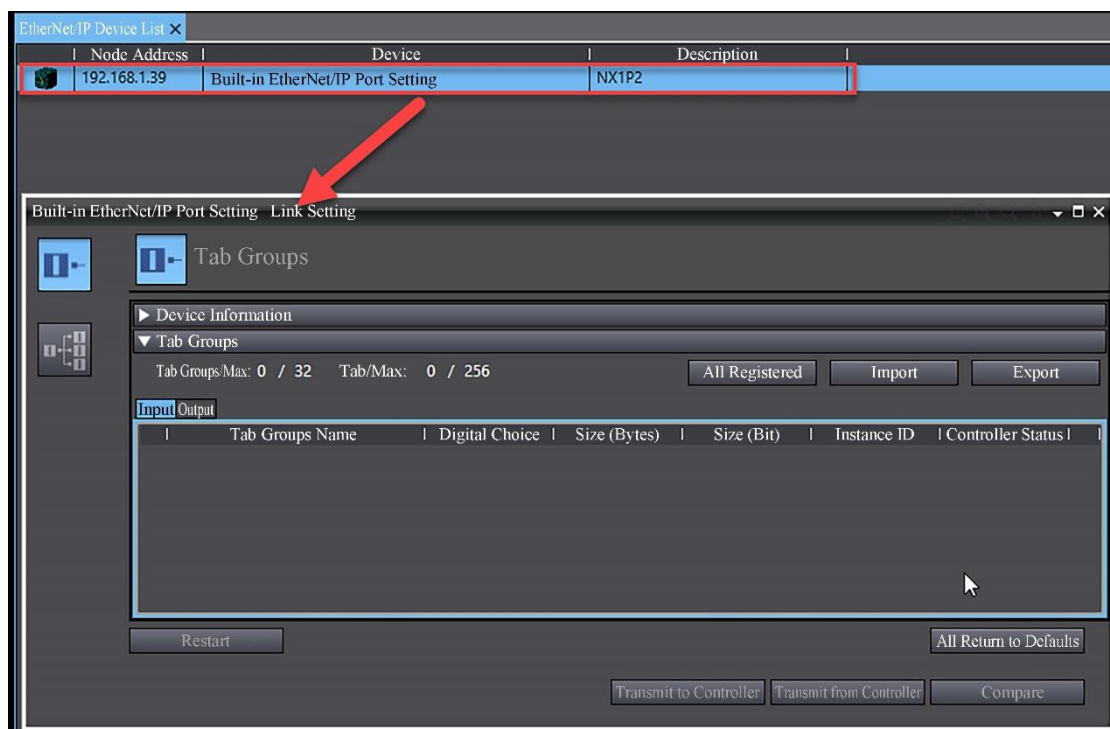 EtherNet/IP Device List X
Node Address | Device | Description |
192.168.1.39 Built-in EtherNet/IP Port Setting NX1P2
Built-in EtherNet/IP Port Setting Link Setting
Tab Groups
Device Information
Tab Groups
Tab Groups/Max: 0 / 32 Tab/Max: 0 / 256 All Registered Import Export
Input Output
Tab Groups Name | Digital Choice | Size (Bytes) | Size (Bit) | Instance ID | Controller Status |
Restart All Return to Defaults
Transmit to Controller Transmit from Controller Compare